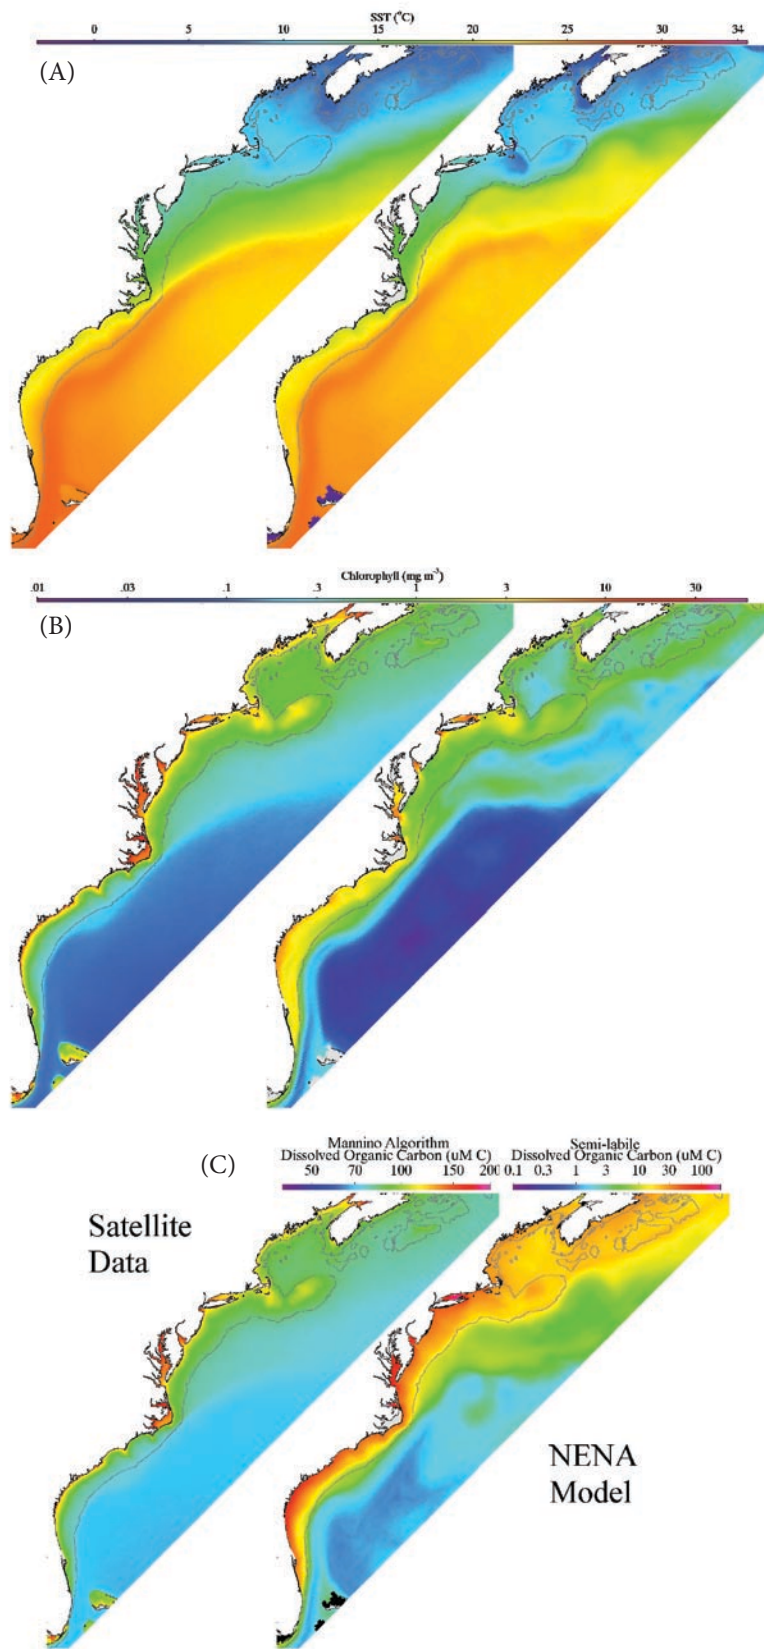 SST (°C)
0 5 10 15 20 25 30 34
(A)
Chlorophyll (mg m-3)
.01 .03 .1 .3 1 3 10 30
(B)
(C)
Mannino Algorithm
Dissolved Organic Carbon (uM C)
50 70 100 150 200
Semi-labile
Dissolved Organic Carbon (uM C)
0.1 0.3 1 3 10 30 100
Satellite
Data
NENA
Model